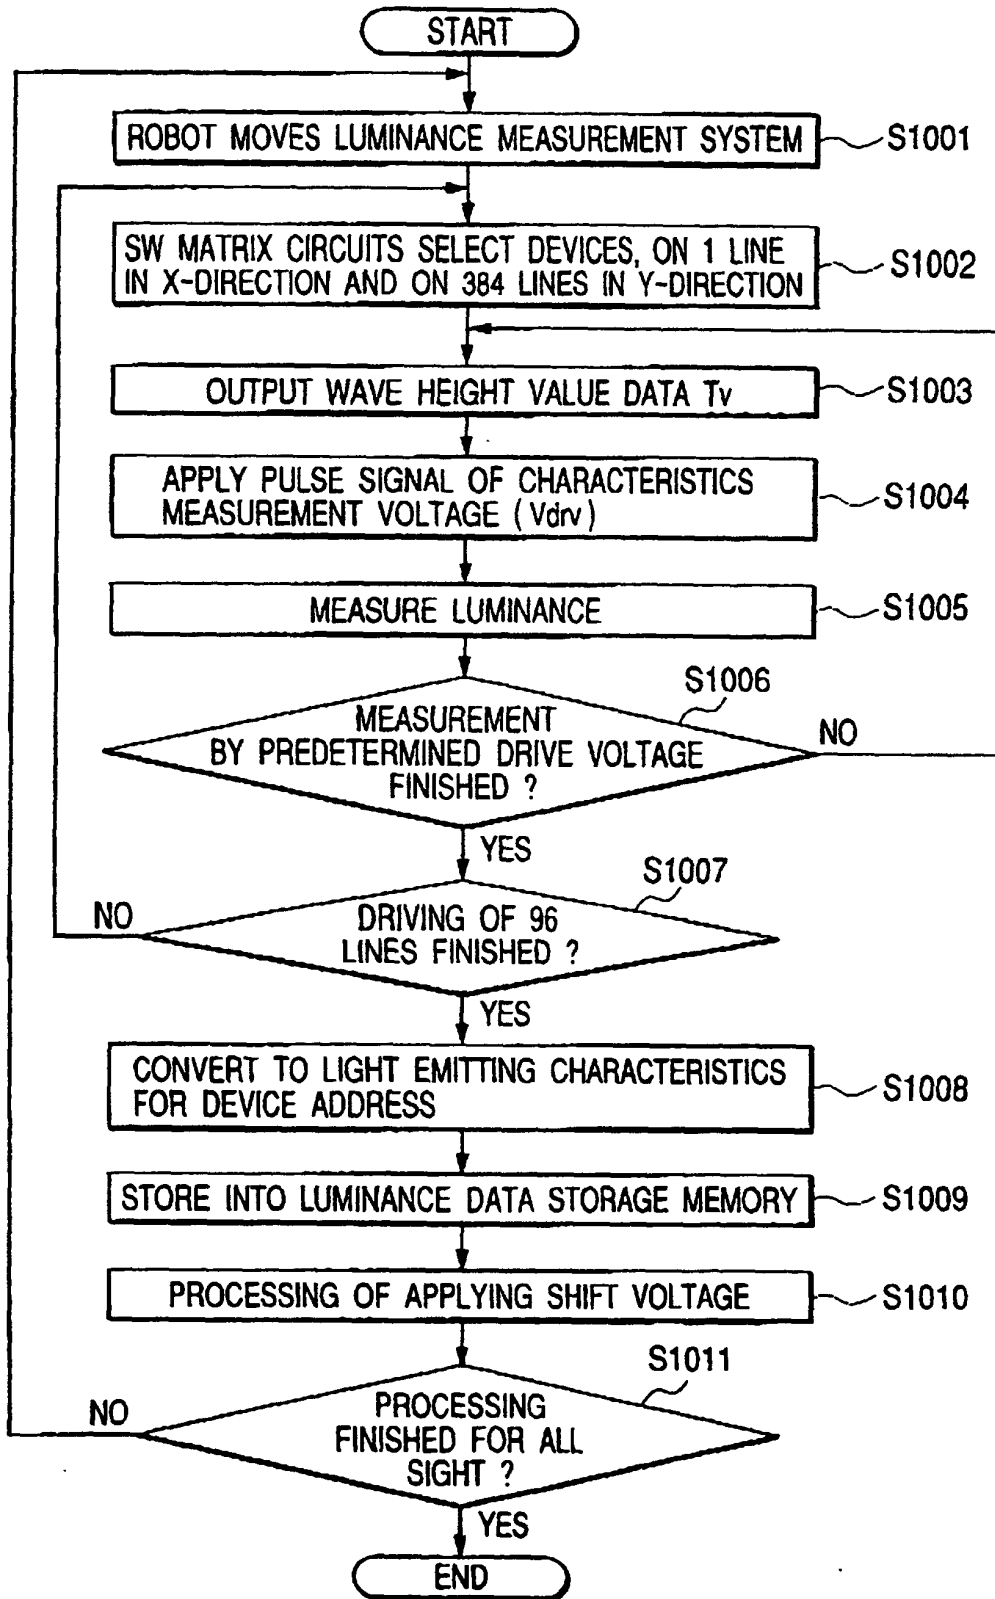 START
ROBOT MOVES LUMINANCE MEASUREMENT SYSTEM
S1001
SW MATRIX CIRCUITS SELECT DEVICES, ON 1 LINE
IN X-DIRECTION AND ON 384 LINES IN Y-DIRECTION
S1002
OUTPUT WAVE HEIGHT VALUE DATA Tv
S1003
APPLY PULSE SIGNAL OF CHARACTERISTICS
MEASUREMENT VOLTAGE (Vdrv)
S1004
MEASURE LUMINANCE
S1005
S1006
MEASUREMENT
BY PREDETERMINED DRIVE VOLTAGE
FINISHED ?
NO
YES
S1007
NO
DRIVING OF 96
LINES FINISHED ?
YES
CONVERT TO LIGHT EMITTING CHARACTERISTICS
FOR DEVICE ADDRESS
S1008
STORE INTO LUMINANCE DATA STORAGE MEMORY
S1009
PROCESSING OF APPLYING SHIFT VOLTAGE
S1010
S1011
NO
PROCESSING
FINISHED FOR ALL
SIGHT ?
YES
END